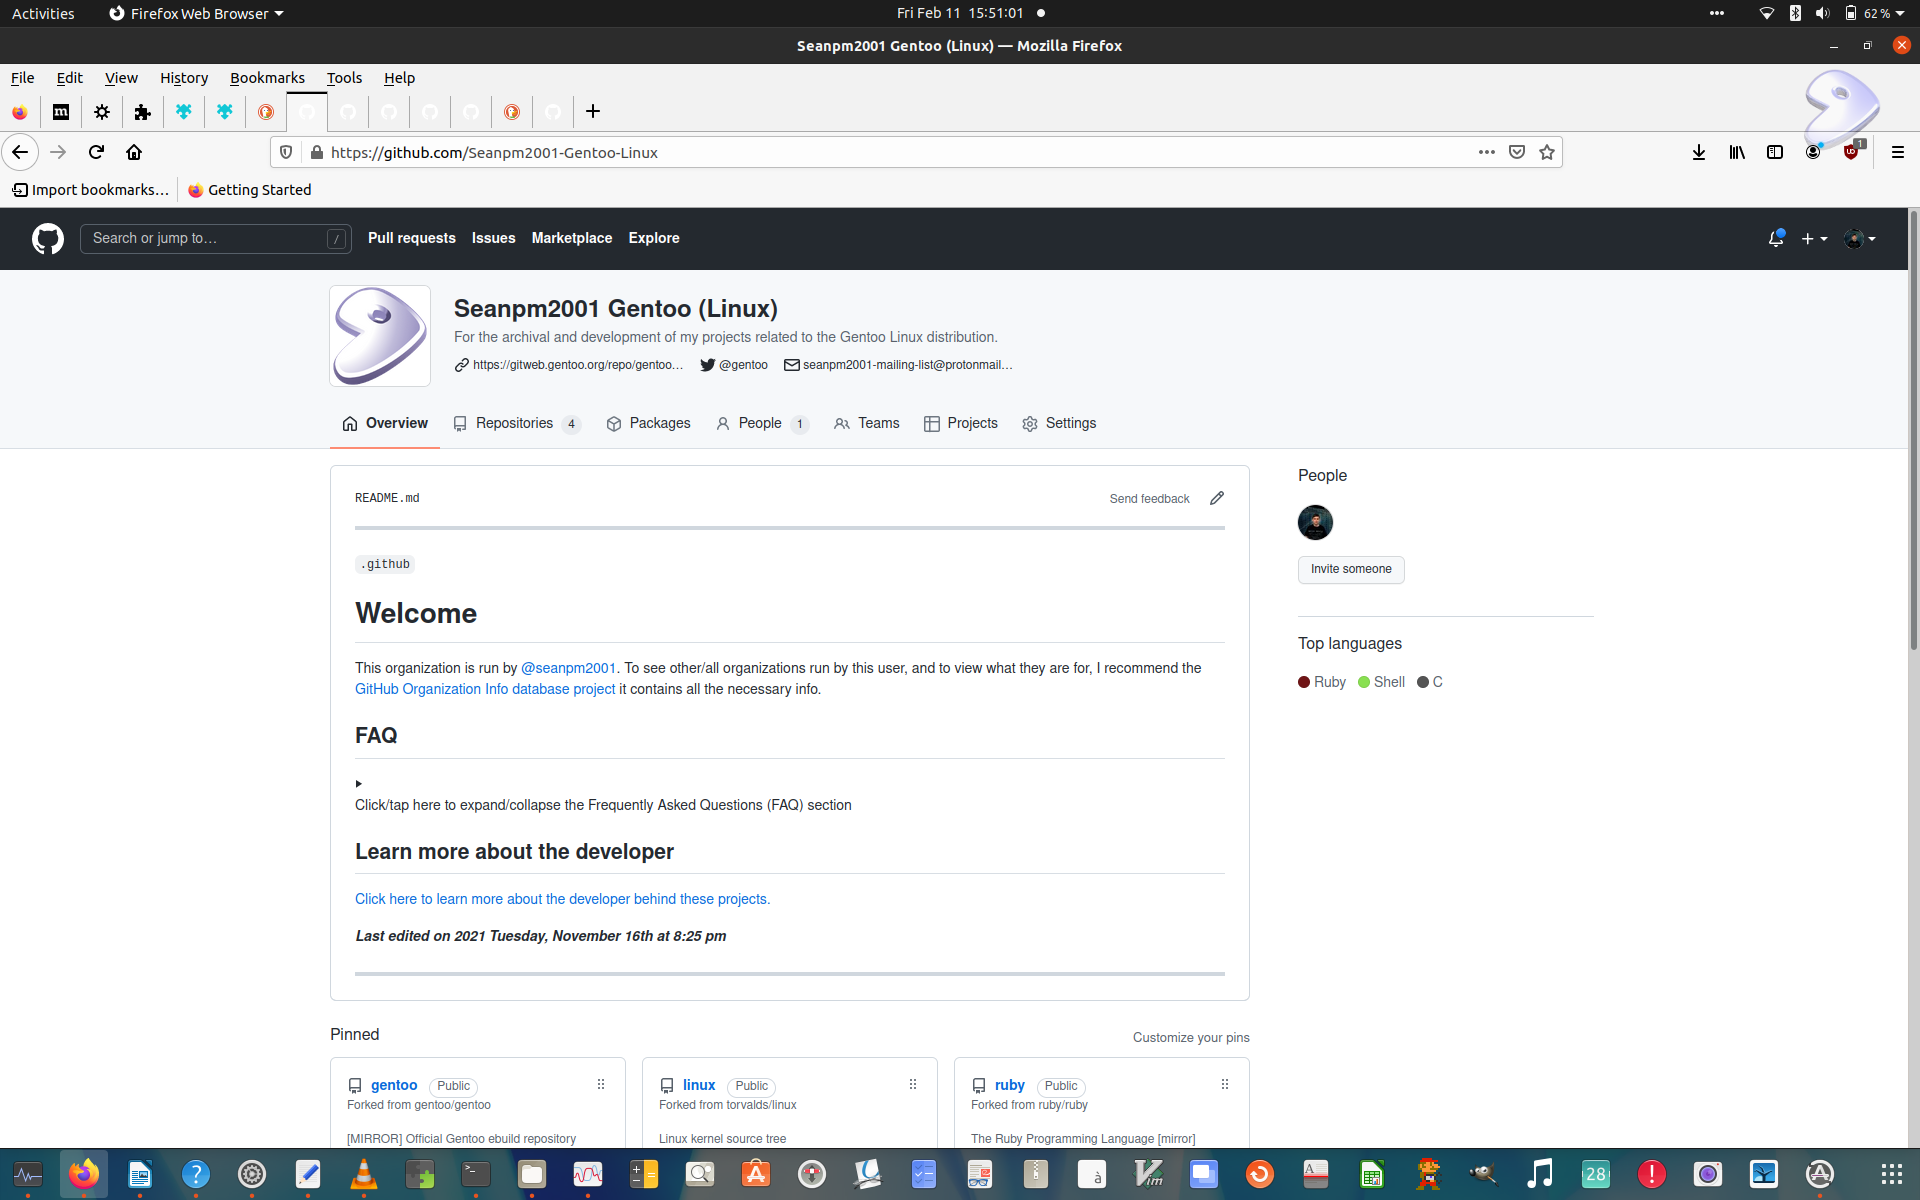 Activities Firefox Web Browser Fri Feb 11 15:51:01 62 %
Seanpm2001 Gentoo (Linux) — Mozilla Firefox
File Edit View History Bookmarks Tools Help
https://github.com/Seanpm2001-Gentoo-Linux 1
Import bookmarks... Getting Started
Search or jump to... / Pull requests Issues Marketplace Explore
Seanpm2001 Gentoo (Linux)
For the archival and development of my projects related to the Gentoo Linux distribution.
https://gitweb.gentoo.org/repo/gentoo... @gentoo seanpm2001-mailing-list@protonmail...
Overview Repositories 4 Packages People 1 Teams Projects Settings
README.md Send feedback
.github
Welcome
This organization is run by @seanpm2001. To see other/all organizations run by this user, and to view what they are for, I recommend the
GitHub Organization Info database project it contains all the necessary info.
FAQ
Click/tap here to expand/collapse the Frequently Asked Questions (FAQ) section
Learn more about the developer
Click here to learn more about the developer behind these projects.
Last edited on 2021 Tuesday, November 16th at 8:25 pm
People
Invite someone
Top languages
Ruby Shell C
Pinned Customize your pins
gentoo Public
Forked from gentoo/gentoo
[MIRROR] Official Gentoo ebuild repository
linux Public
Forked from torvalds/linux
Linux kernel source tree
ruby Public
Forked from ruby/ruby
The Ruby Programming Language [mirror]
28